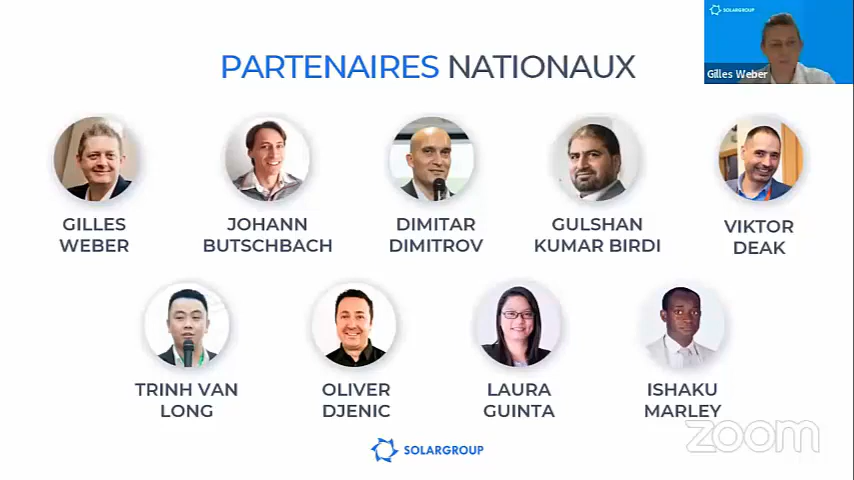 SOLARGROUP
Gilles Weber
PARTENAIRES NATIONAUX
GILLES
WEBER
JOHANN
BUTSCHBACH
DIMITAR
DIMITROV
GULSHAN
KUMAR BIRDI
VIKTOR
DEAK
TRINH VAN
LONG
OLIVER
DJENIC
LAURA
GUINTA
ISHAKU
MARLEY
zoom
SOLARGROUP